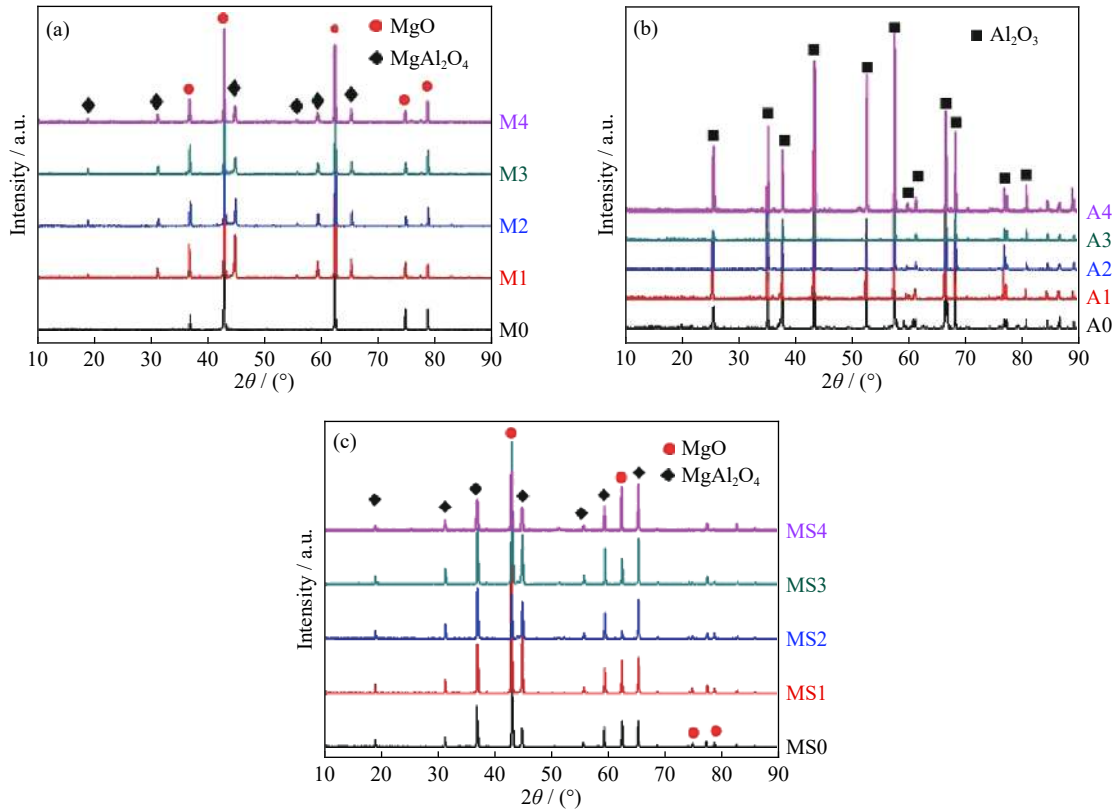 (a)
MgO
MgAl₂O₄
M4
M3
M2
M1
M0
Intensity / a.u.
10 20 30 40 50 60 70 80 90
2θ / (°)
(b)
Al₂O₃
A4
A3
A2
A1
A0
Intensity / a.u.
10 20 30 40 50 60 70 80 90
2θ / (°)
(c)
MgO
MgAl₂O₄
MS4
MS3
MS2
MS1
MS0
Intensity / a.u.
10 20 30 40 50 60 70 80 90
2θ / (°)